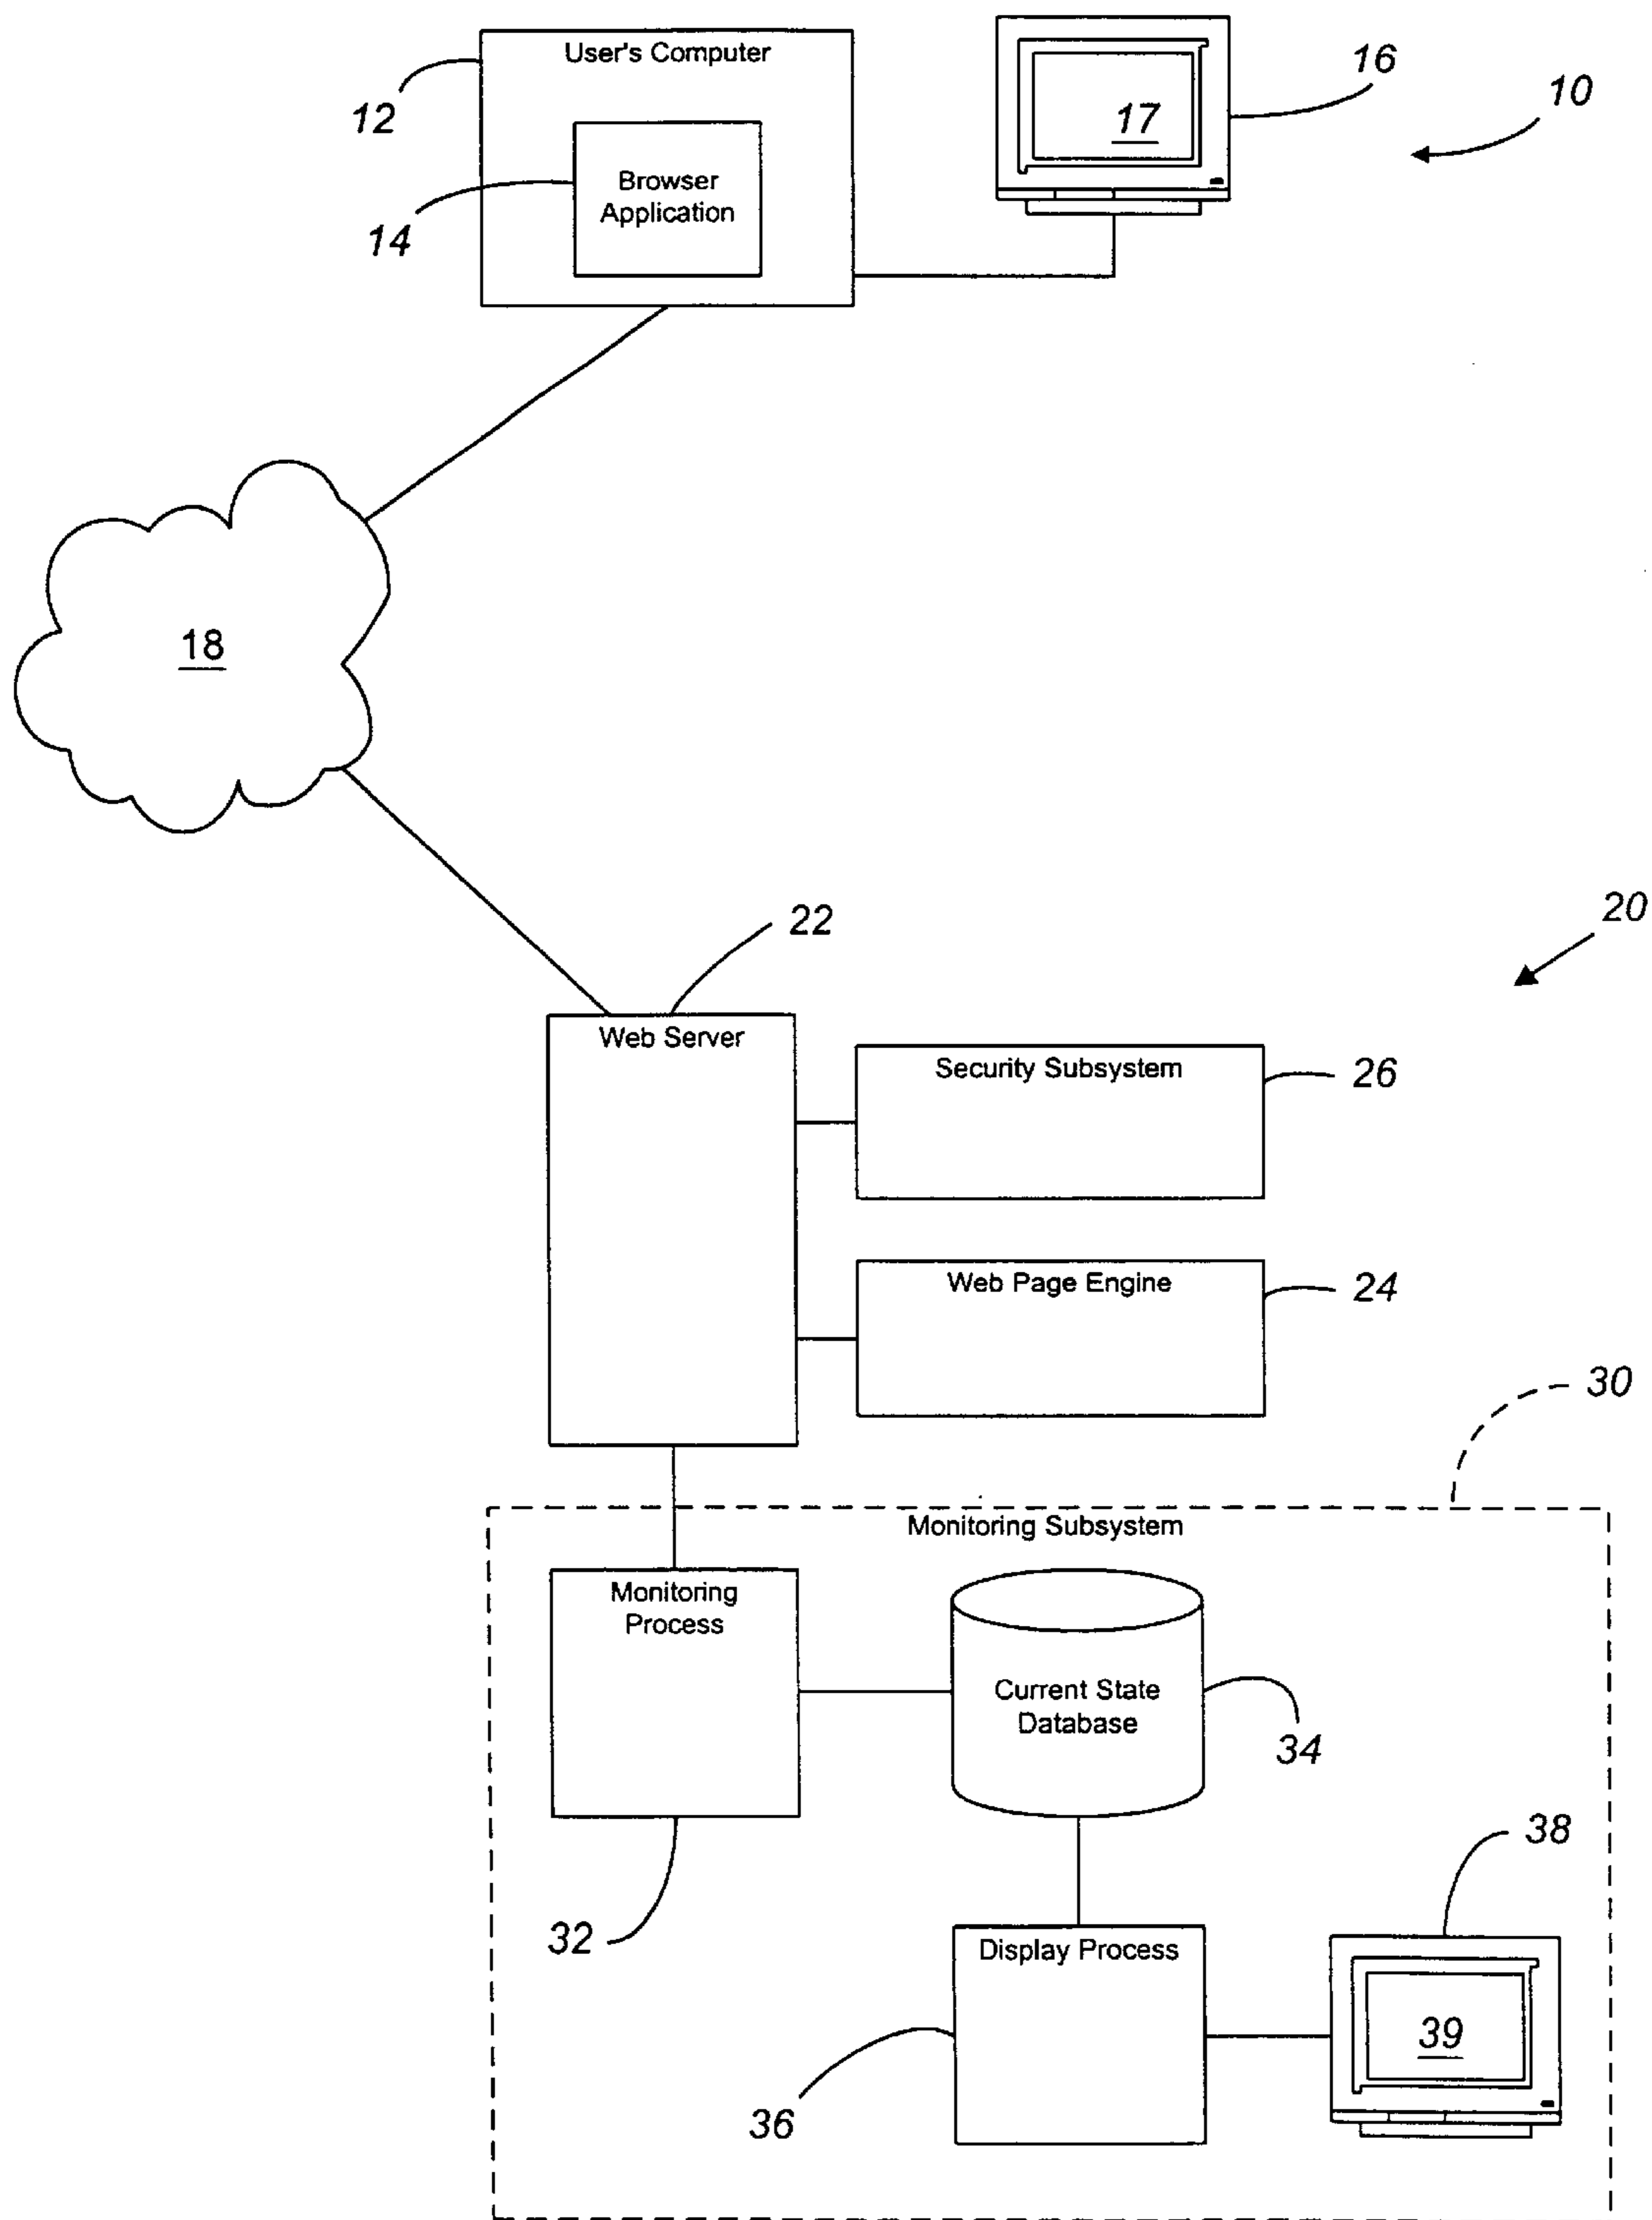 User's Computer
12
Browser
Application
14
17
16
10
18
22
20
Web Server
Security Subsystem
26
Web Page Engine
24
30
Monitoring Subsystem
Monitoring
Process
Current State
Database
34
32
38
Display Process
39
36